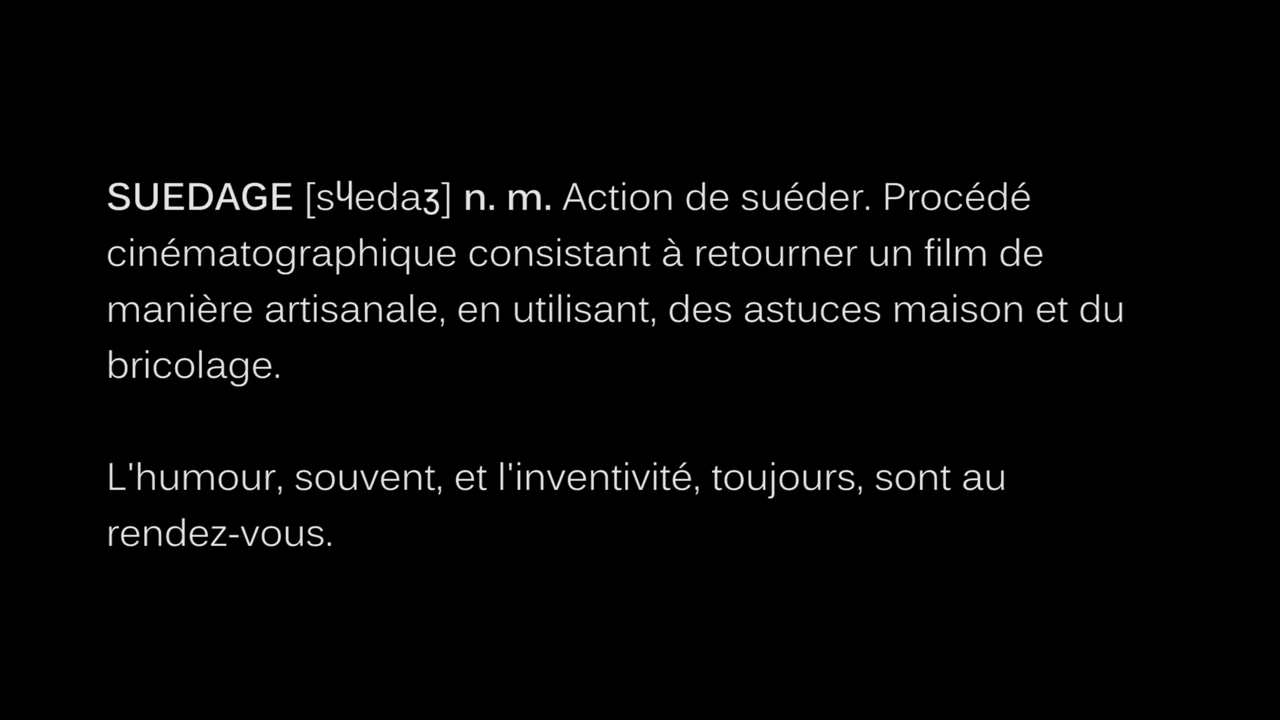 SUEDAGE [sɥedaʒ] n. m. Action de suéder. Procédé
cinématographique consistant à retourner un film de
manière artisanale, en utilisant, des astuces maison et du
bricolage.
L'humour, souvent, et l'inventivité, toujours, sont au
rendez-vous.